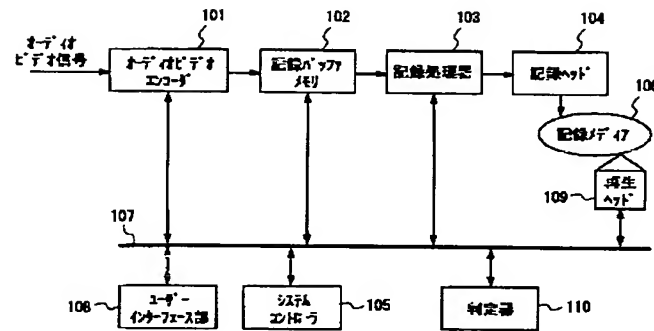 101
102
103
104
オーディオ
ビデオ信号
オーディオビデオ
エンコーダ
記録バッファ
メモリ
記録処理器
記録ヘッド
106
記録メディア
再生
ヘッド
109
107
108
ユーザー
インターフェース部
システム
コントローラ
105
判定器
110